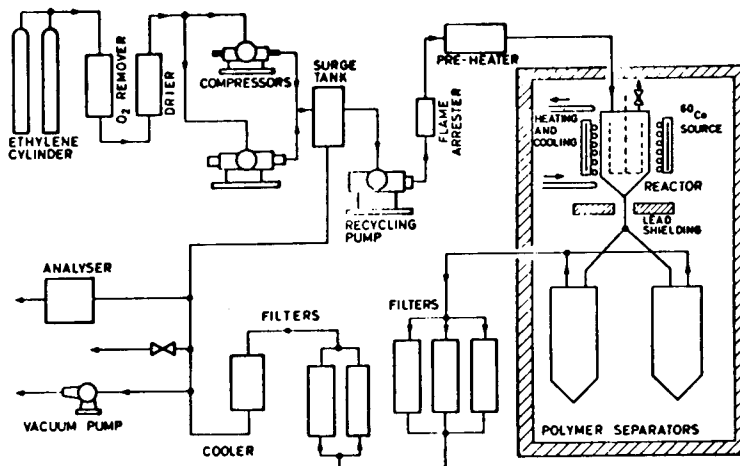 ETHYLENE
CYLINDER
O2 REMOVER
DRIER
COMPRESSORS
SURGE
TANK
RECYCLING
PUMP
FLAME
ARRESTER
PRE-HEATER
HEATING
AND
COOLING
60Co
SOURCE
REACTOR
LEAD
SHIELDING
ANALYSER
VACUUM PUMP
COOLER
FILTERS
FILTERS
POLYMER SEPARATORS